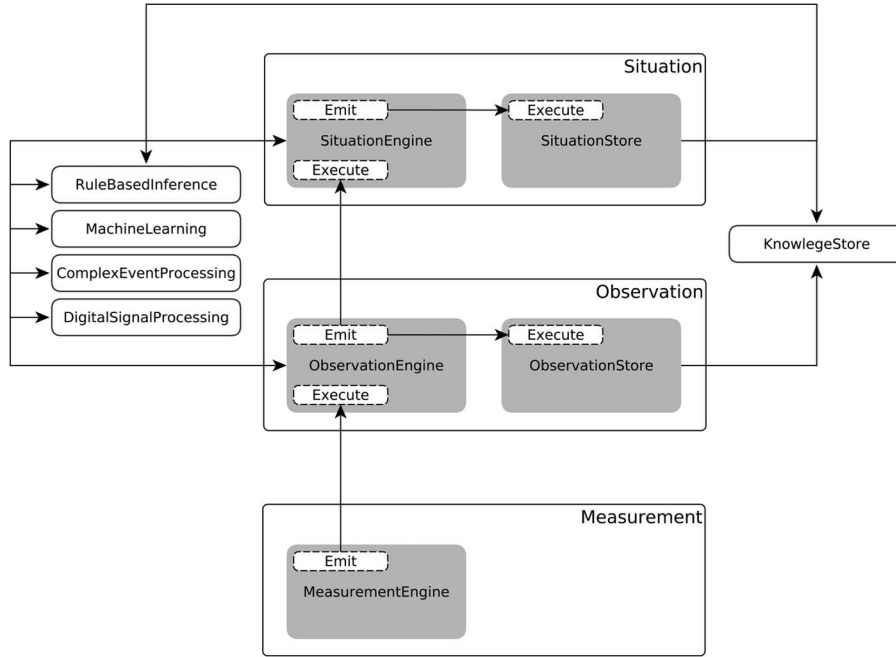 Situation
Emit
Execute
SituationEngine
SituationStore
Execute
RuleBasedInference
MachineLearning
ComplexEventProcessing
DigitalSignalProcessing
KnowlegeStore
Observation
Emit
Execute
ObservationEngine
ObservationStore
Execute
Measurement
Emit
MeasurementEngine